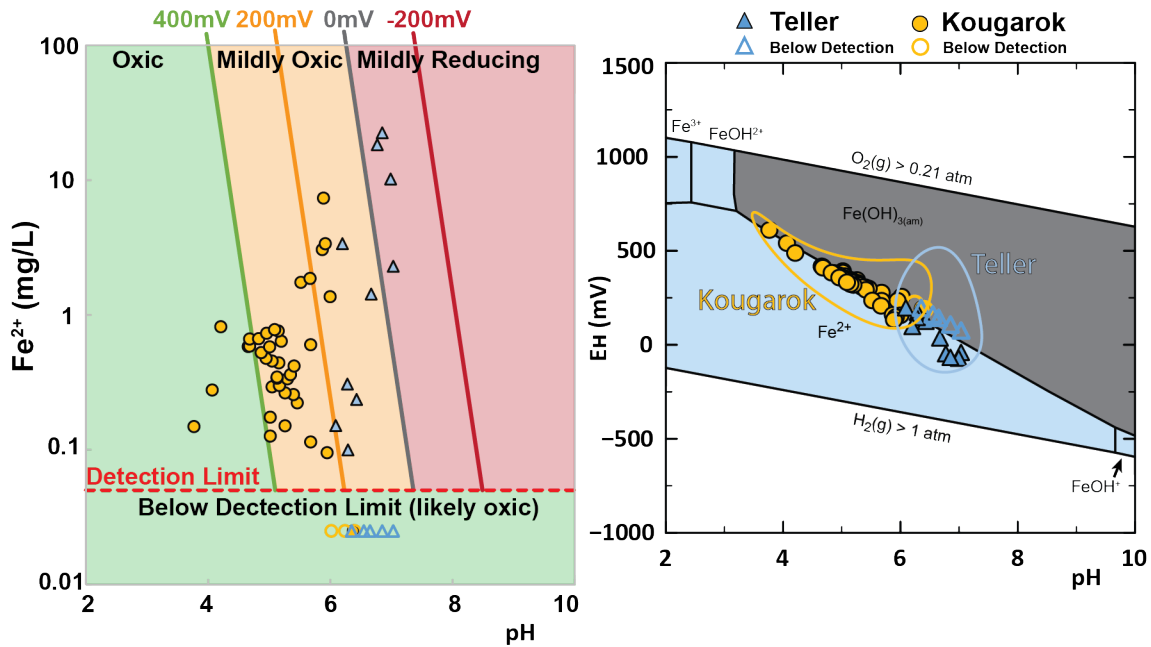 400mV 200mV 0mV -200mV
Oxic Mildly Oxic Mildly Reducing
100
10
1
0.1
0.01
Fe²⁺ (mg/L)
Detection Limit
Below Dectection Limit (likely oxic)
2 4 6 8 10
pH
Teller Kougarok
Below Detection Below Detection
1500
1000
500
0
−500
−1000
EH (mV)
Fe³⁺ FeOH²⁺
O₂(g) > 0.21 atm
Fe(OH)₃₍ₐₘ₎
Teller
Kougarok
Fe²⁺
H₂(g) > 1 atm
FeOH⁺
2 4 6 8 10
pH